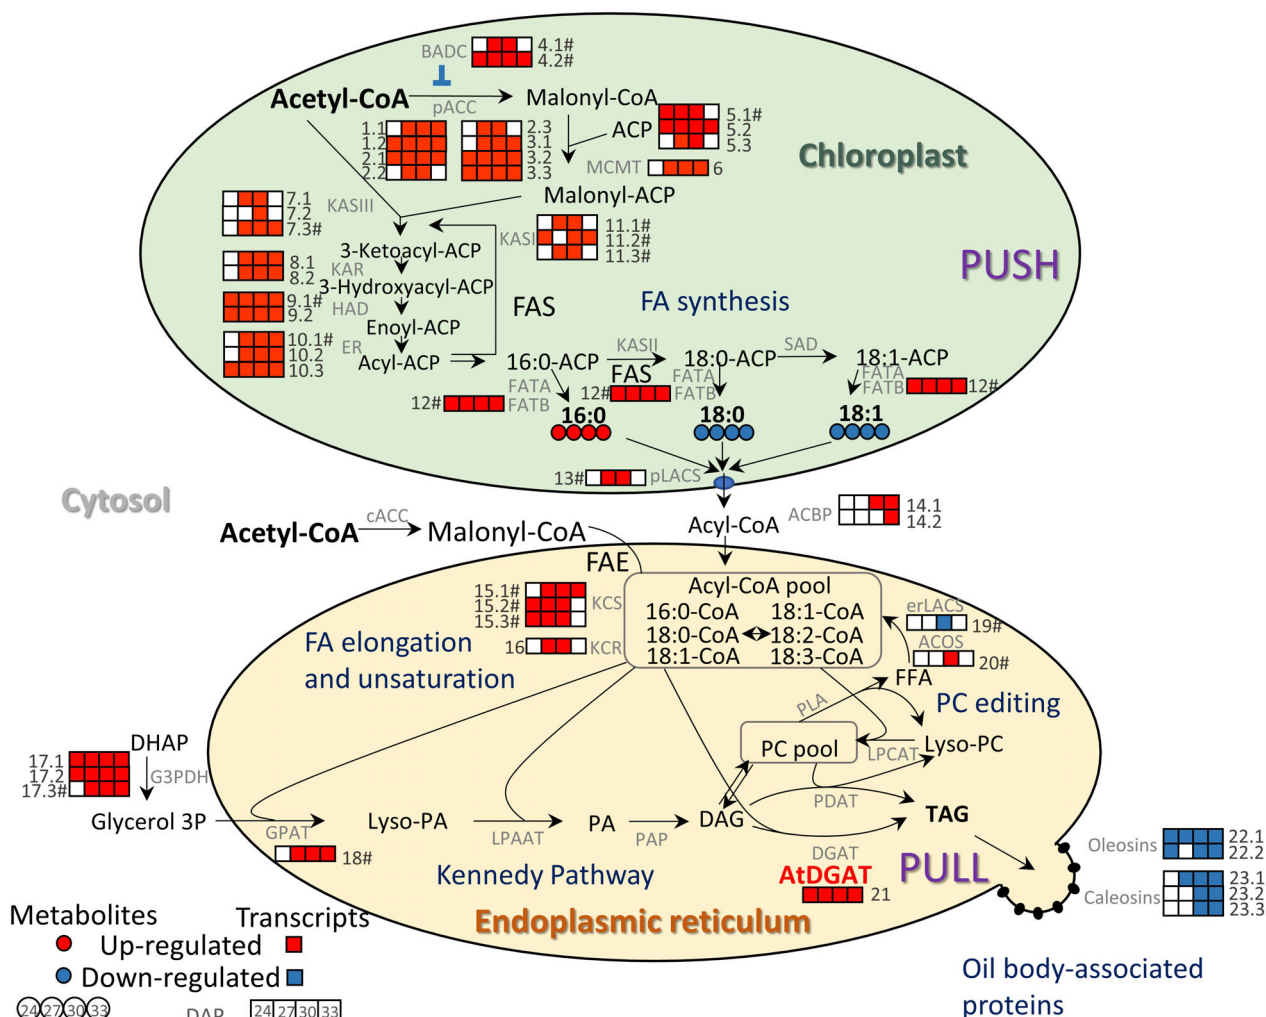 BADC 4.1#
4.2#
Acetyl-CoA pACC Malonyl-CoA
1.1
1.2
2.1
2.2
2.3
3.1
3.2
3.3
ACP
5.1#
5.2
5.3
MCMT 6
Chloroplast
Malonyl-ACP
7.1
7.2
7.3#
KASIII
KASI
11.1#
11.2#
11.3#
PUSH
3-Ketoacyl-ACP
8.1
8.2
KAR
3-Hydroxyacyl-ACP
9.1#
9.2
HAD
FAS
FA synthesis
Enoyl-ACP
10.1#
10.2
10.3
ER
Acyl-ACP
16:0-ACP KASII 18:0-ACP SAD 18:1-ACP
FAS
12# FATA
FATB
12# FATA
FATB
FATA
FATB 12#
16:0 18:0 18:1
13# pLACS
Cytosol
Acetyl-CoA cACC Malonyl-CoA
Acyl-CoA
ACBP 14.1
14.2
FAE
15.1#
15.2#
15.3#
KCS
16 KCR
Acyl-CoA pool
16:0-CoA 18:1-CoA
18:0-CoA 18:2-CoA
18:1-CoA 18:3-CoA
erLACS
19#
ACOS
20#
FA elongation
and unsaturation
FFA
PC editing
PLA
PC pool
LPCAT
Lyso-PC
DHAP
17.1
17.2
17.3#
G3PDH
Glycerol 3P
GPAT
18#
Lyso-PA
LPAAT
PA
PAP
DAG
PDAT
TAG
DGAT
AtDGAT
21
Kennedy Pathway
PULL
Endoplasmic reticulum
Oleosins 22.1
22.2
Caleosins 23.1
23.2
23.3
Oil body-associated
proteins
Metabolites Transcripts
Up-regulated
Down-regulated
24 27 30 33 DAP 24 27 30 33